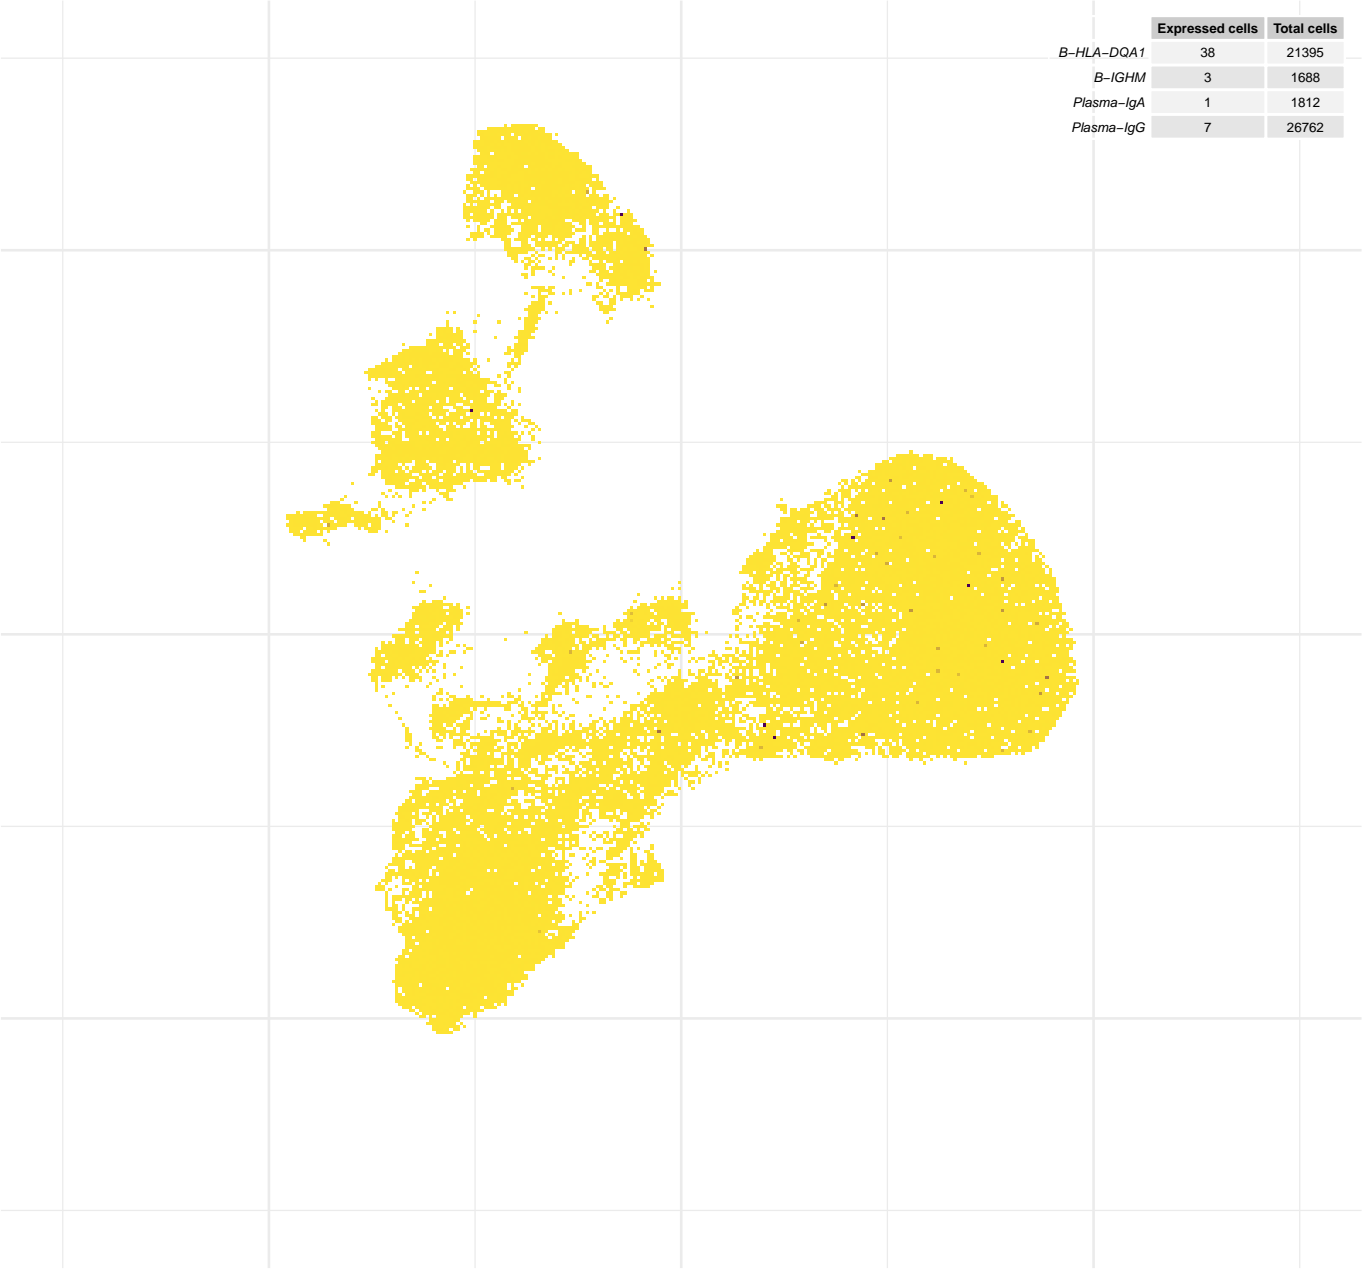 Expressed cells Total cells
B−HLA−DQA1 38 21395
B−IGHM 3 1688
Plasma−IgA 1 1812
Plasma−IgG 7 26762